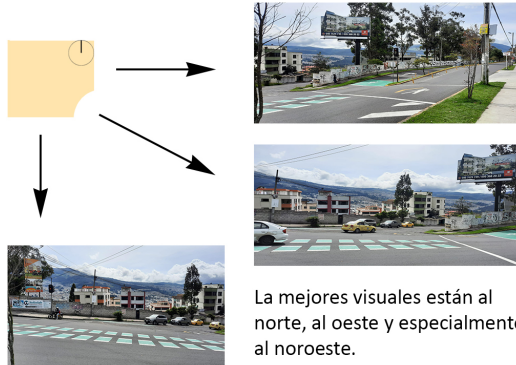 La mejores visuales están al
norte, al oeste y especialmente
al noroeste.